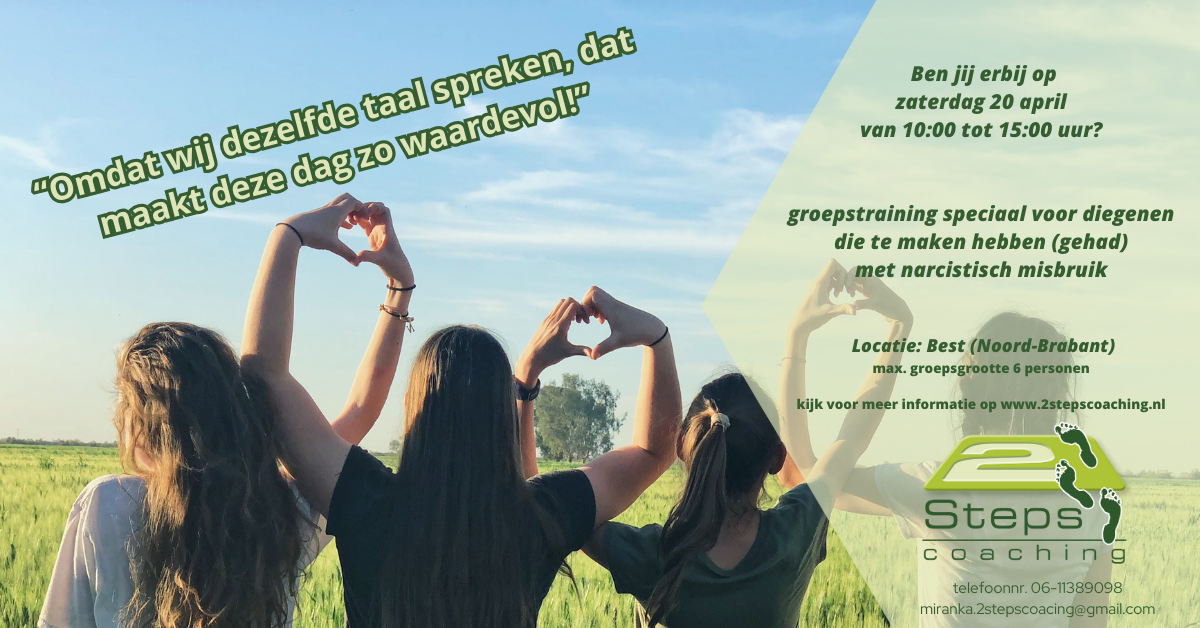 “Omdat wij dezelfde taal spreken, dat
maakt deze dag zo waardevol!”
Ben jij erbij op
zaterdag 20 april
van 10:00 tot 15:00 uur?
groepstraining speciaal voor diegenen
die te maken hebben (gehad)
met narcistisch misbruik
Locatie: Best (Noord-Brabant)
max. groepsgrootte 6 personen
kijk voor meer informatie op www.2stepscoaching.nl
2
Steps
coaching
telefoonnr. 06-11389098
miranka.2stepscoacing@gmail.com